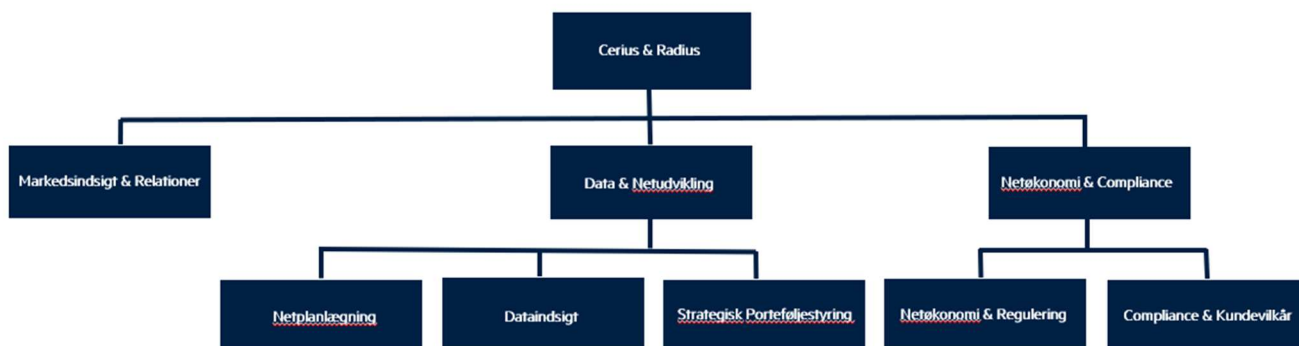 Cerius & Radius
Markedsindsigt & Relationer
Data & Netudvikling
Netøkonomi & Compliance
Netplanlægning
Dataindsigt
Strategisk Porteføljestyring
Netøkonomi & Regulering
Compliance & Kundevilkår